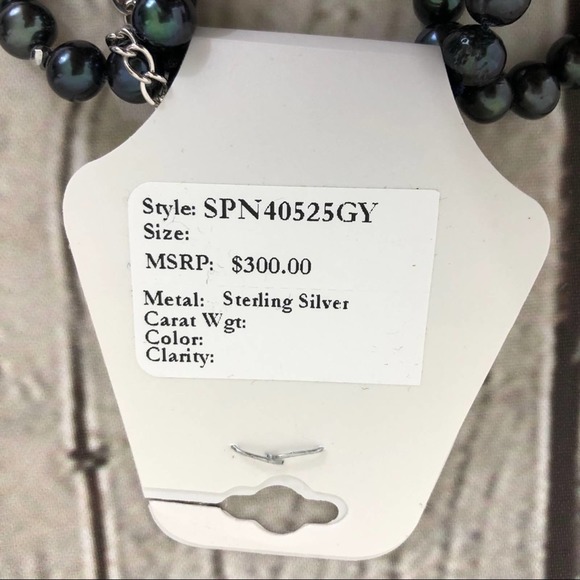 Style: SPN40525GY
Size:
MSRP: $300.00
Metal: Sterling Silver
Carat Wgt:
Color:
Clarity: